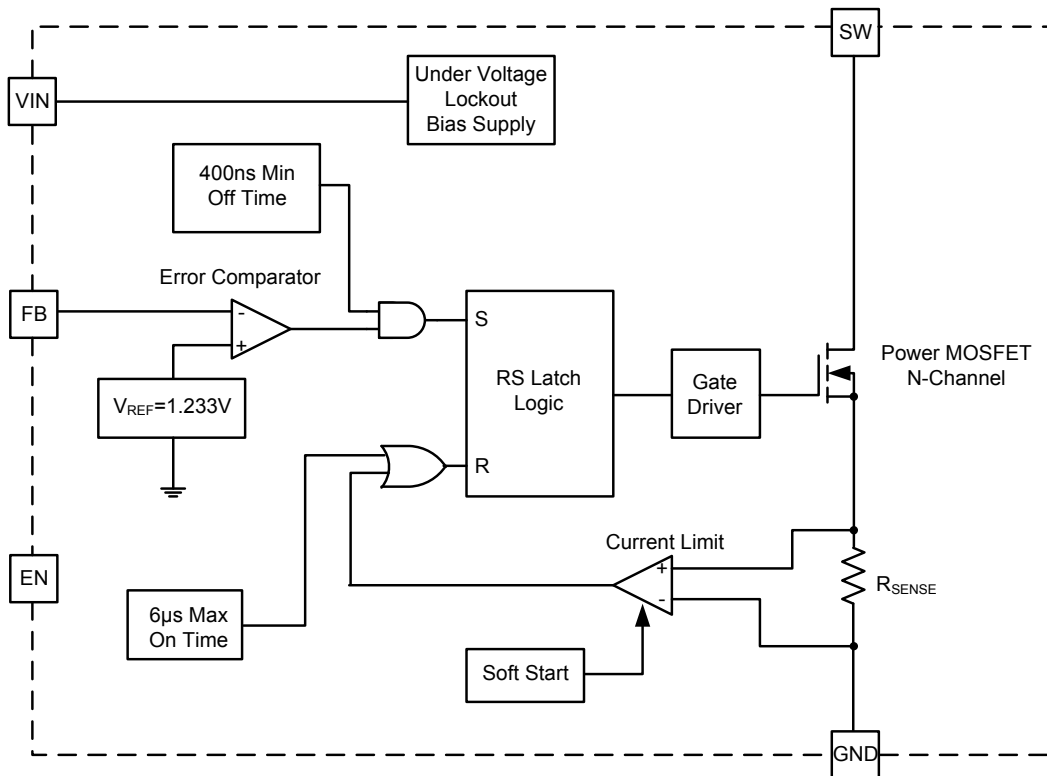 SW
VIN
Under Voltage
Lockout
Bias Supply
400ns Min
Off Time
Error Comparator
FB
-
+
VREF=1.233V
S
RS Latch
Logic
R
Gate
Driver
Power MOSFET
N-Channel
EN
6μs Max
On Time
Current Limit
+
-
RSENSE
Soft Start
GND